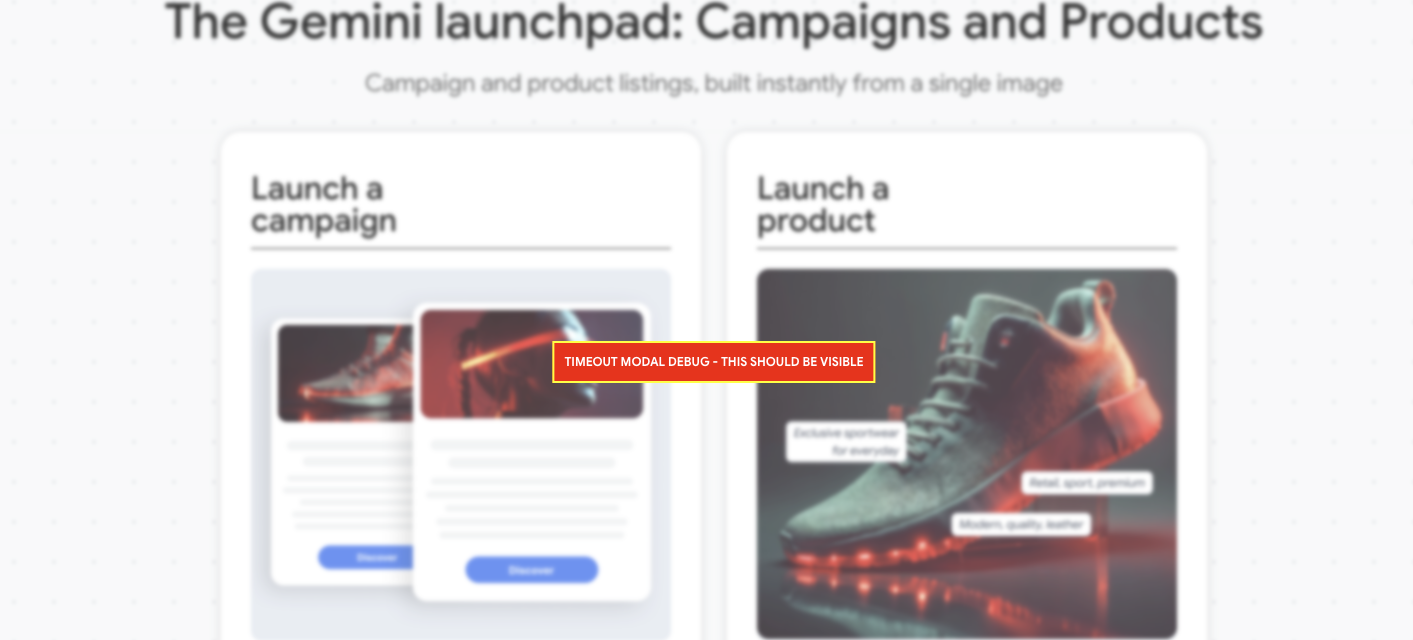 The Gemini launchpad: Campaigns and Products
Campaign and product listings, built instantly from a single image
Launch a
campaign
Launch a
product
TIMEOUT MODAL DEBUG - THIS SHOULD BE VISIBLE
Exclusive sportwear
for everyday
Retail, sport, premium
Modern, quality, leather
Discover
Discover